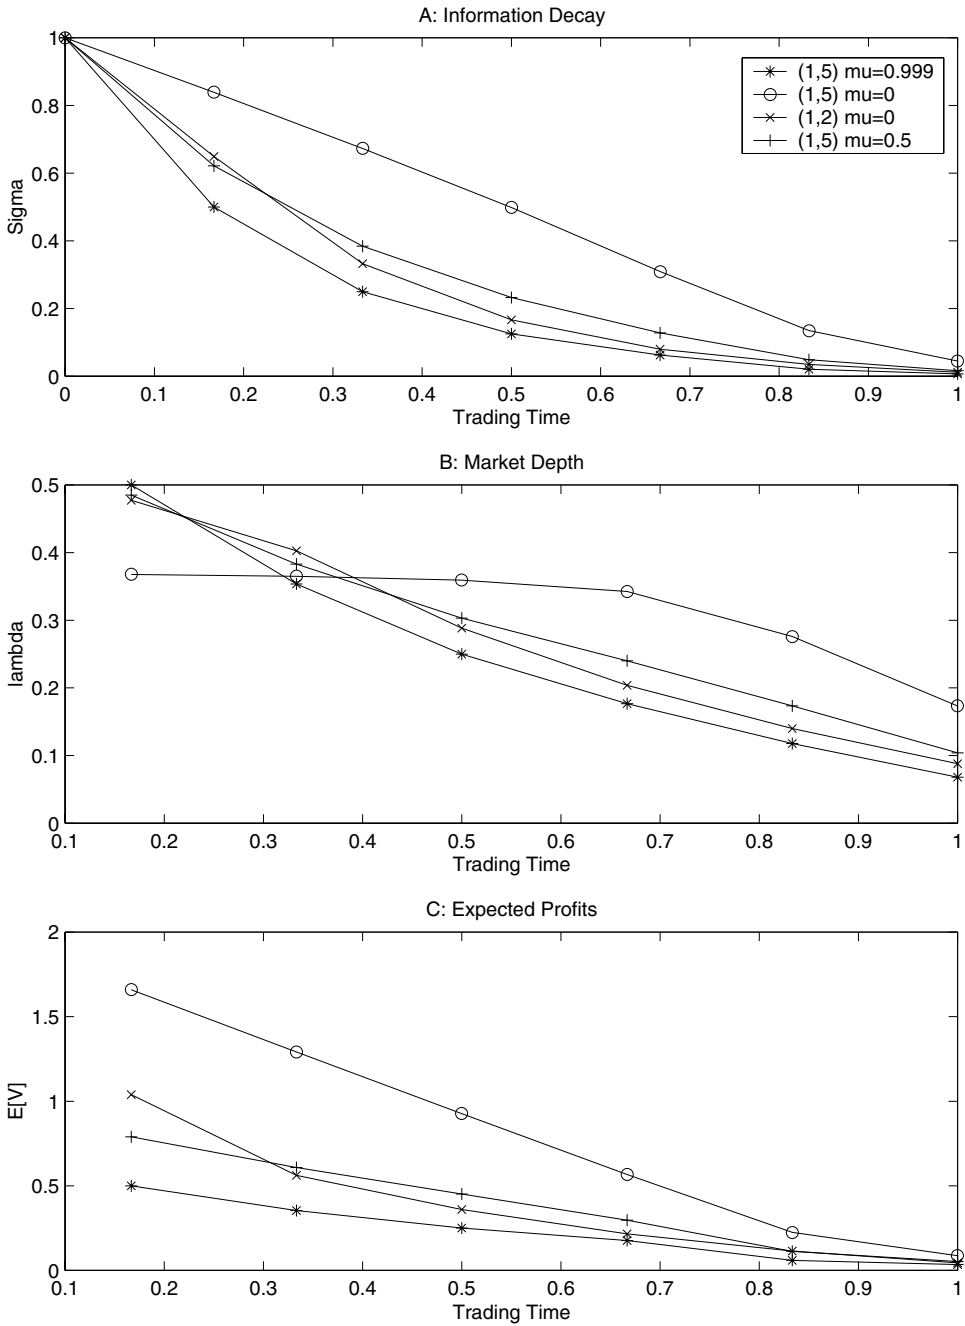 A: Information Decay
1
0.8
0.6
0.4
0.2
0
Sigma
(1,5) mu=0.999
(1,5) mu=0
(1,2) mu=0
(1,5) mu=0.5
0 0.1 0.2 0.3 0.4 0.5 0.6 0.7 0.8 0.9 1
Trading Time
B: Market Depth
0.5
0.4
0.3
0.2
0.1
0
lambda
0.1 0.2 0.3 0.4 0.5 0.6 0.7 0.8 0.9 1
Trading Time
C: Expected Profits
2
1.5
1
0.5
0
E[V]
0.1 0.2 0.3 0.4 0.5 0.6 0.7 0.8 0.9 1
Trading Time